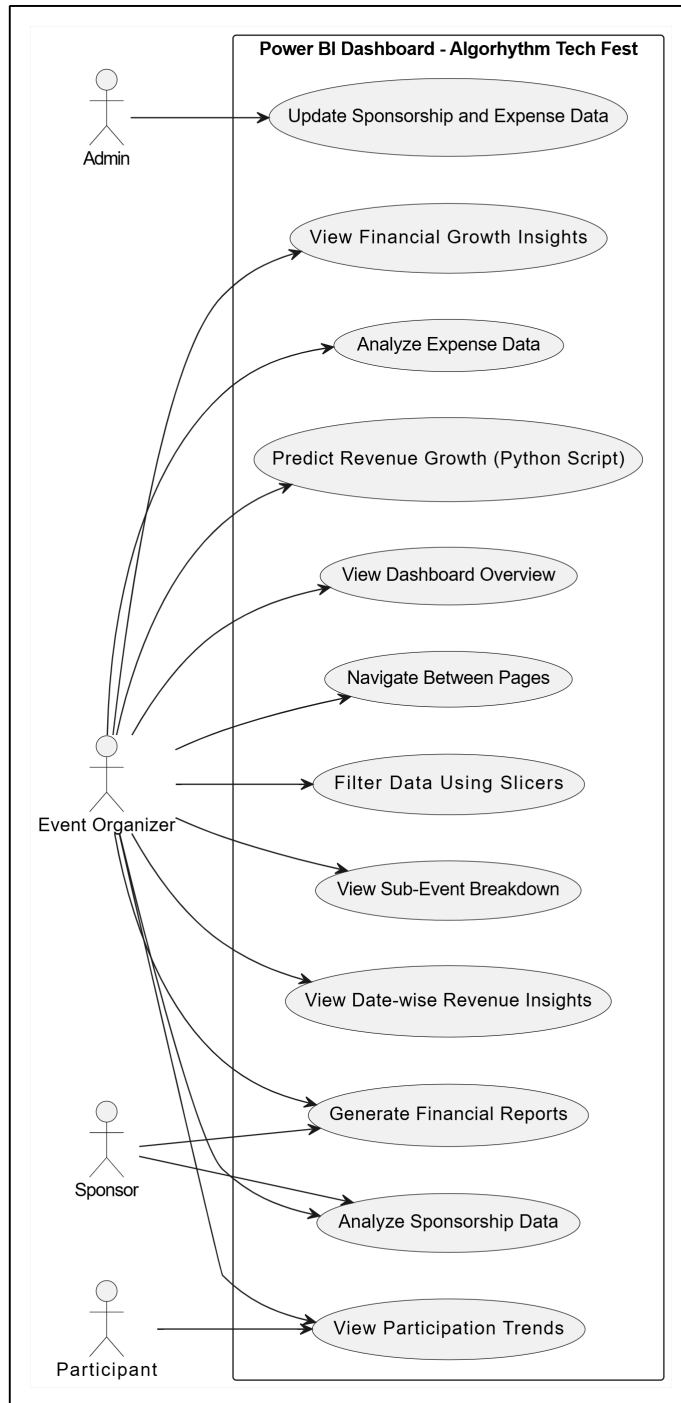 Power BI Dashboard - Algorhythm Tech Fest
Update Sponsorship and Expense Data
Admin
View Financial Growth Insights
Analyze Expense Data
Predict Revenue Growth (Python Script)
View Dashboard Overview
Navigate Between Pages
Filter Data Using Slicers
Event Organizer
View Sub-Event Breakdown
View Date-wise Revenue Insights
Generate Financial Reports
Sponsor
Analyze Sponsorship Data
View Participation Trends
Participant